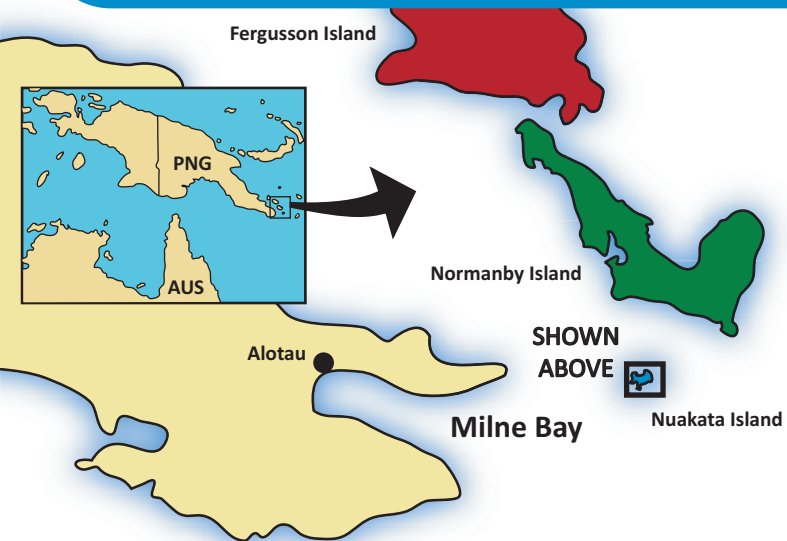 Fergusson Island
PNG
AUS
Normanby Island
SHOWN
ABOVE
Alotau
Milne Bay
Nuakata Island